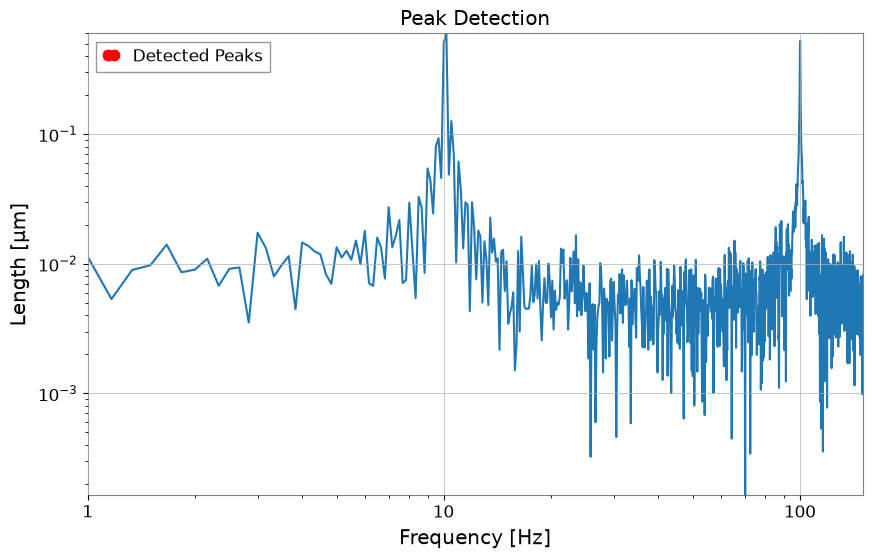 Peak Detection
Detected Peaks
Length [µm]
10⁻¹
10⁻²
10⁻³
1
10
100
Frequency [Hz]